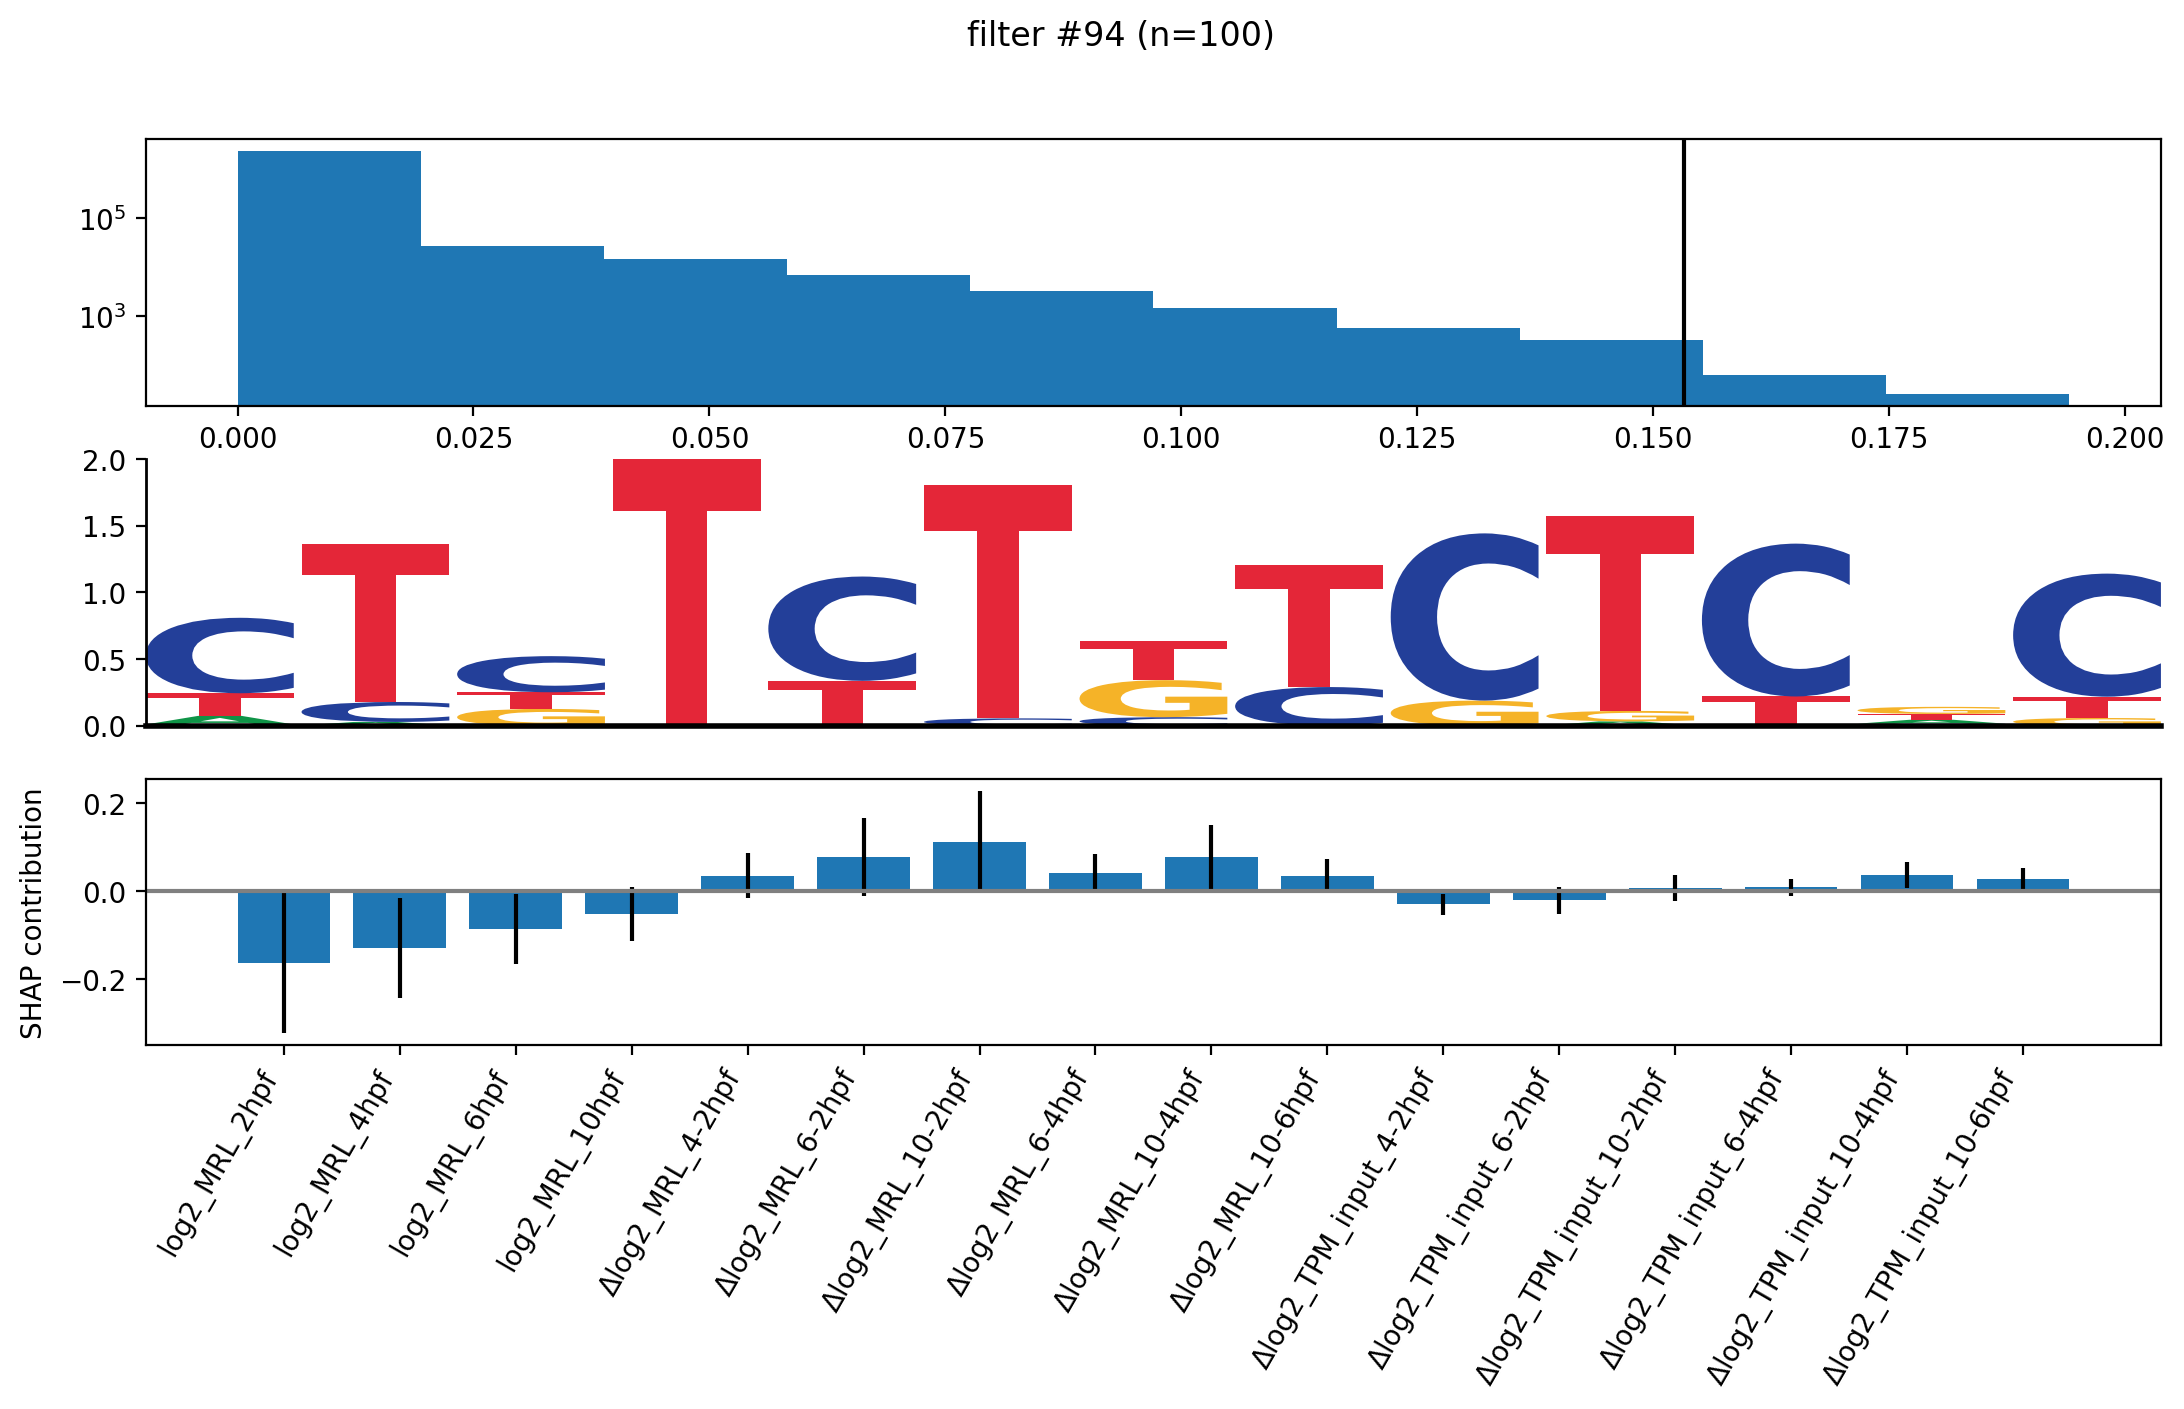 filter #94 (n=100)
10⁵
10³
0.000 0.025 0.050 0.075 0.100 0.125 0.150 0.175 0.200
2.0
1.5
1.0
0.5
0.0
C T C T C T T T C T C G C
T C T T C G C G G T T T
A G C A G A G
SHAP contribution
0.2
0.0
−0.2
log2_MRL_2hpf
log2_MRL_4hpf
log2_MRL_6hpf
log2_MRL_10hpf
Δlog2_MRL_4-2hpf
Δlog2_MRL_6-2hpf
Δlog2_MRL_10-2hpf
Δlog2_MRL_6-4hpf
Δlog2_MRL_10-4hpf
Δlog2_MRL_10-6hpf
Δlog2_TPM_input_4-2hpf
Δlog2_TPM_input_6-2hpf
Δlog2_TPM_input_10-2hpf
Δlog2_TPM_input_6-4hpf
Δlog2_TPM_input_10-4hpf
Δlog2_TPM_input_10-6hpf